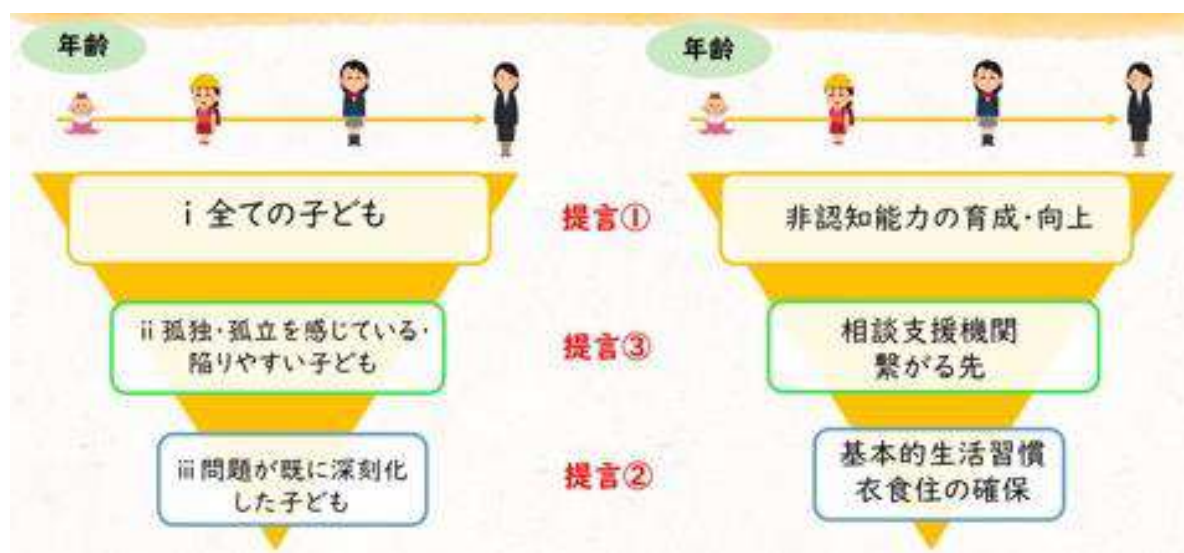 年齢
年齢
ⅰ 全ての子ども
提言①
非認知能力の育成・向上
ⅱ 孤独・孤立を感じている・
陥りやすい子ども
提言③
相談支援機関
繋がる先
ⅲ 問題が既に深刻化
した子ども
提言②
基本的生活習慣
衣食住の確保